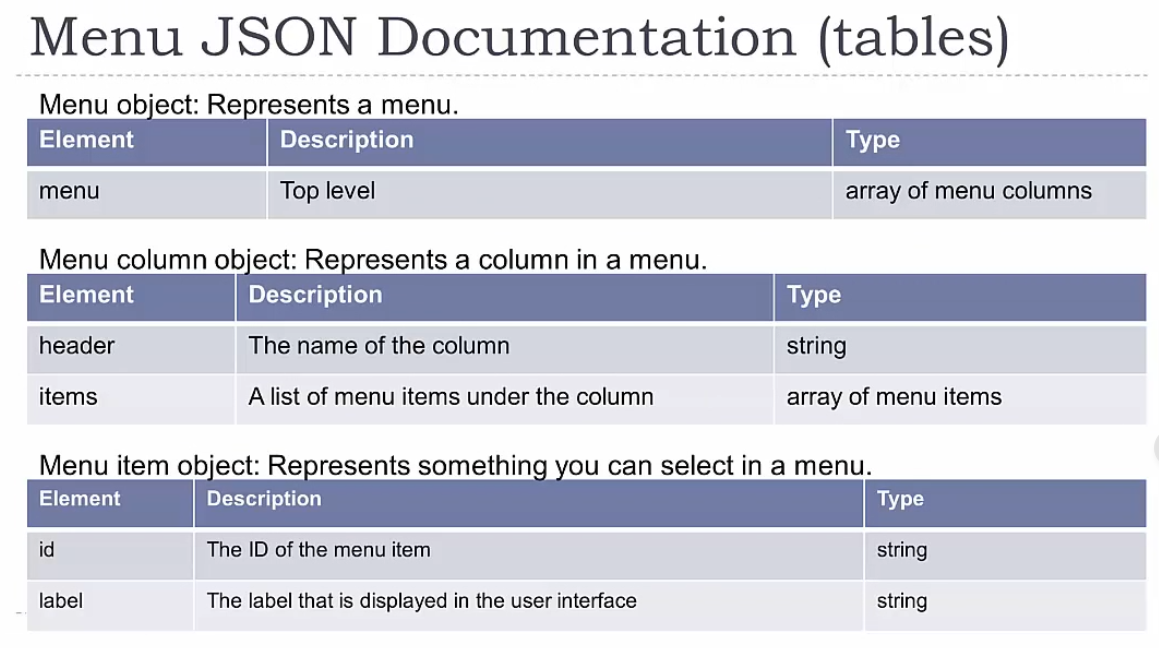 Menu JSON Documentation (tables)
Menu object: Represents a menu.
Element Description Type
menu Top level array of menu columns
Menu column object: Represents a column in a menu.
Element Description Type
header The name of the column string
items A list of menu items under the column array of menu items
Menu item object: Represents something you can select in a menu.
Element Description Type
id The ID of the menu item string
label The label that is displayed in the user interface string